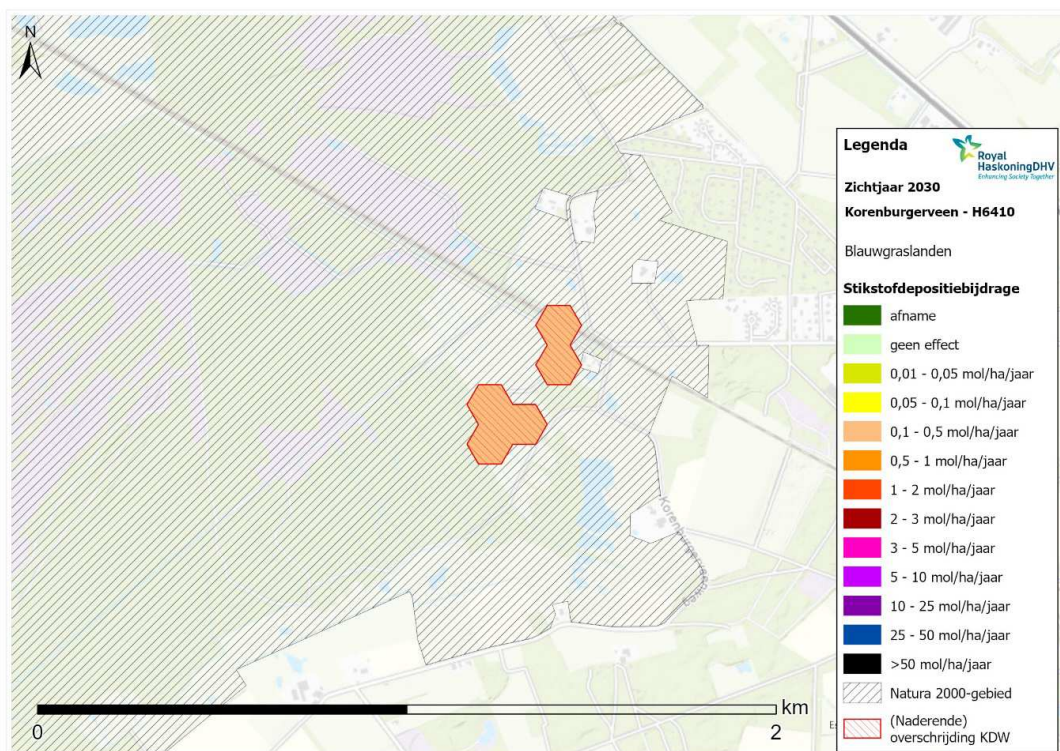 N
Legenda
Royal
HaskoningDHV
Enhancing Society Together
Zichtjaar 2030
Korenburgerveen - H6410
Blauwgraslanden
Stikstofdepositiebijdrage
afname
geen effect
0,01 - 0,05 mol/ha/jaar
0,05 - 0,1 mol/ha/jaar
0,1 - 0,5 mol/ha/jaar
0,5 - 1 mol/ha/jaar
1 - 2 mol/ha/jaar
2 - 3 mol/ha/jaar
3 - 5 mol/ha/jaar
5 - 10 mol/ha/jaar
10 - 25 mol/ha/jaar
25 - 50 mol/ha/jaar
>50 mol/ha/jaar
Natura 2000-gebied
(Naderende)
overschrijding KDW
km
0
2